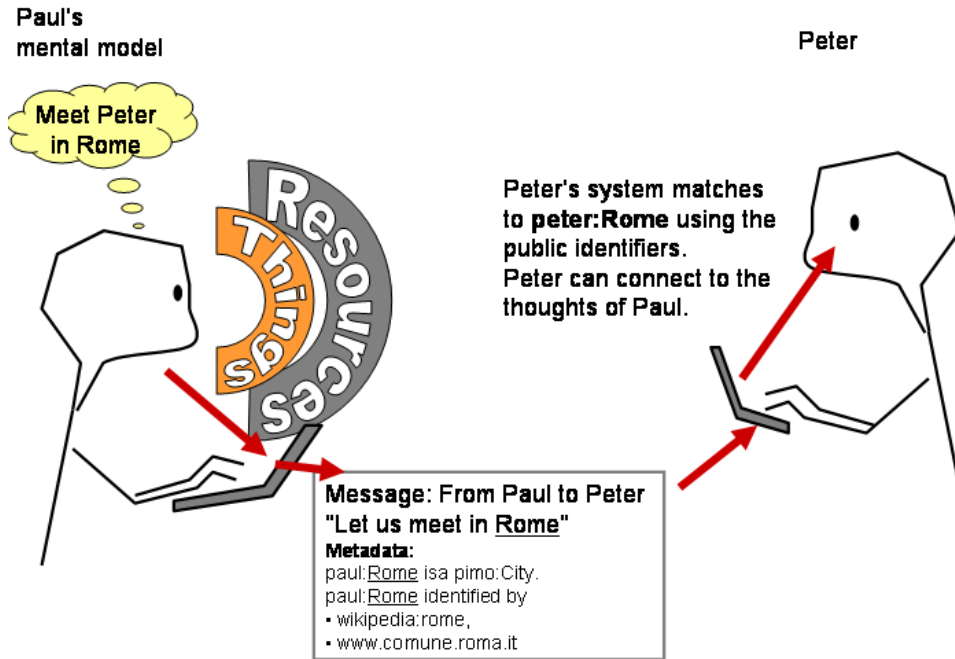 Paul's
mental model
Peter
Meet Peter
in Rome
Things
Resources
Peter's system matches
to peter:Rome using the
public identifiers.
Peter can connect to the
thoughts of Paul.
Message: From Paul to Peter
"Let us meet in Rome"
Metadata:
paul:Rome isa pimo:City.
paul:Rome identified by
▪ wikipedia:rome,
▪ www.comune.roma.it